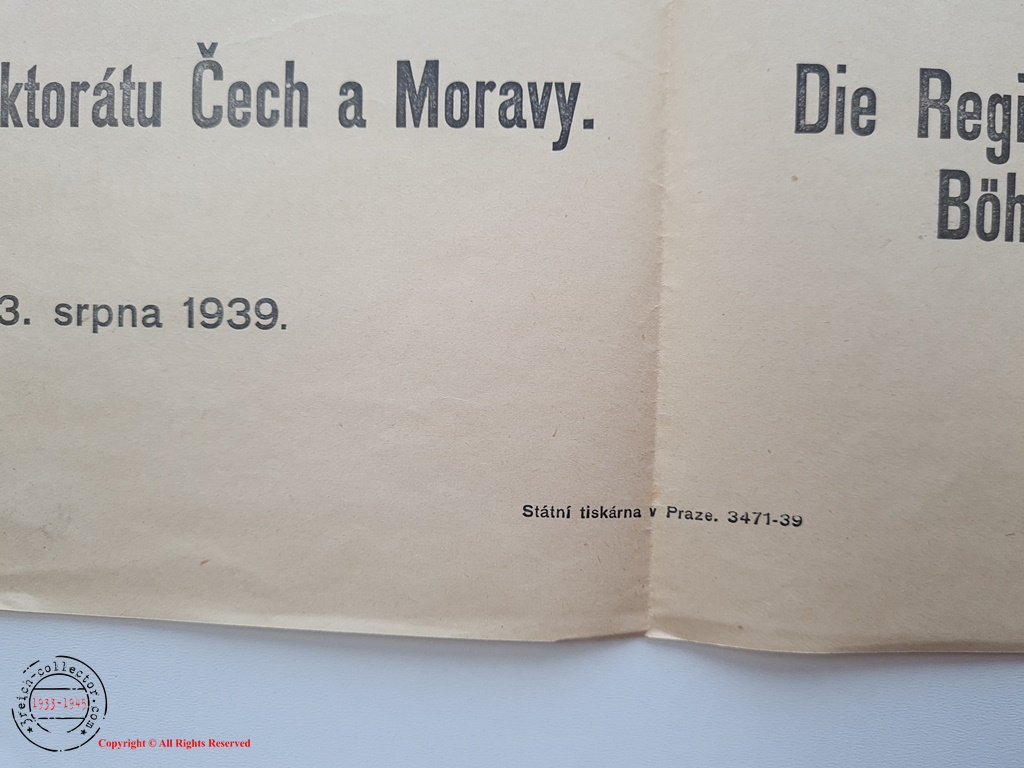 ktorátu Čech a Moravy.
Die Regi
Böh
3. srpna 1939.
Státní tiskárna v Praze. 3471-39
3reich-collector.com
1933-1945
Copyright © All Rights Reserved